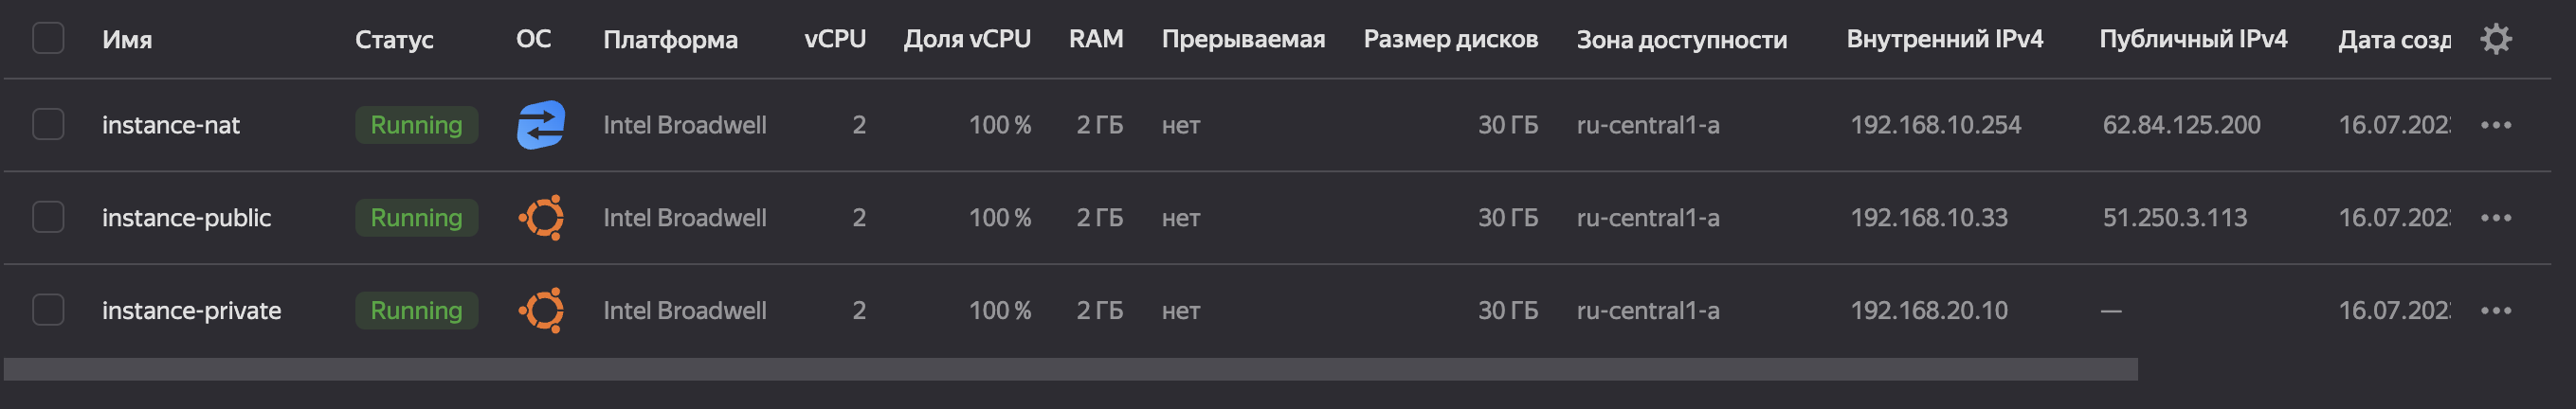 Имя Статус ОС Платформа vCPU Доля vCPU RAM Прерываемая Размер дисков Зона доступности Внутренний IPv4 Публичный IPv4 Дата созд
instance-nat Running Intel Broadwell 2 100 % 2 ГБ нет 30 ГБ ru-central1-a 192.168.10.254 62.84.125.200 16.07.202
instance-public Running Intel Broadwell 2 100 % 2 ГБ нет 30 ГБ ru-central1-a 192.168.10.33 51.250.3.113 16.07.202
instance-private Running Intel Broadwell 2 100 % 2 ГБ нет 30 ГБ ru-central1-a 192.168.20.10 — 16.07.202